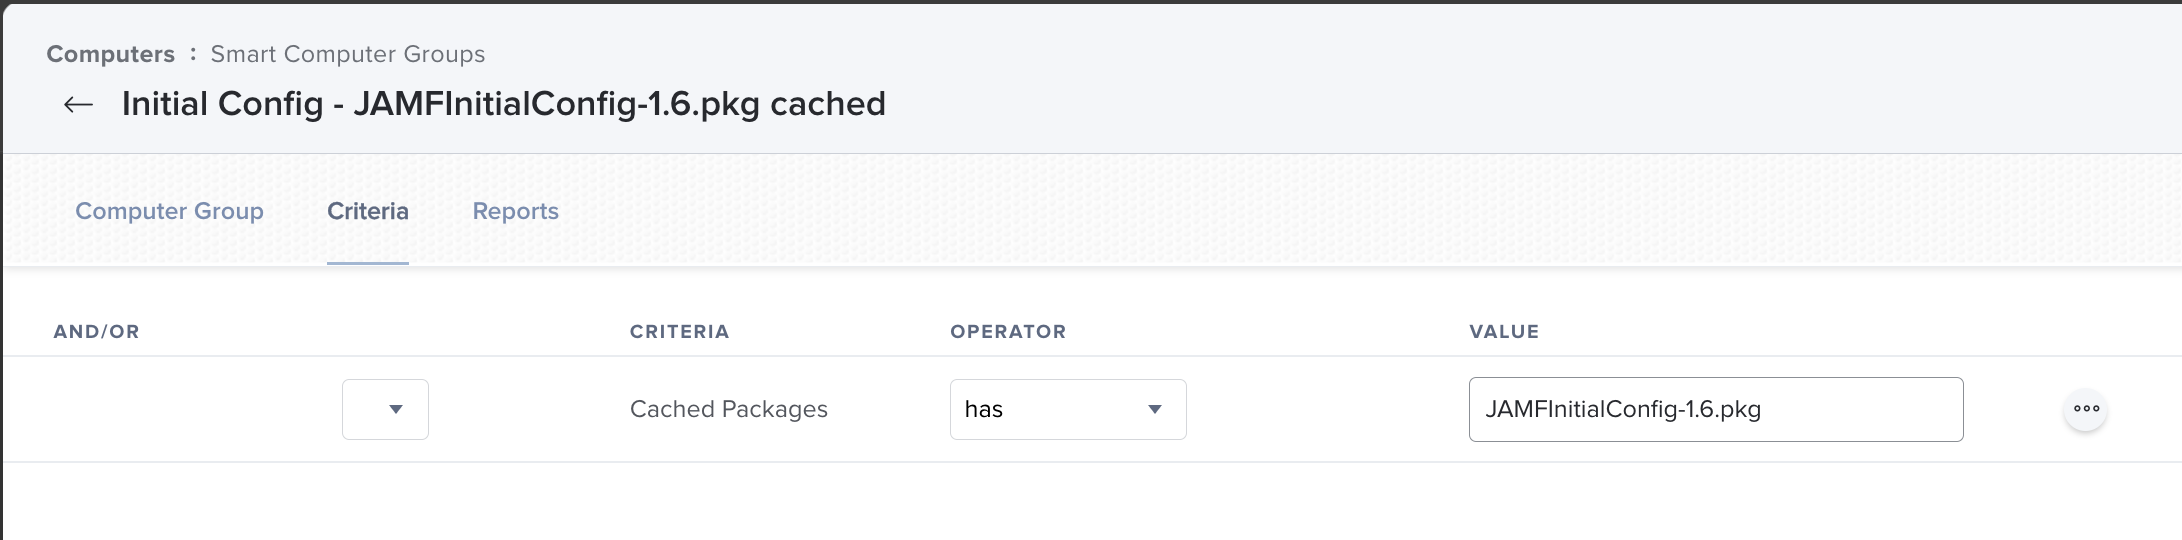 Computers : Smart Computer Groups
← Initial Config - JAMFInitialConfig-1.6.pkg cached
Computer Group Criteria Reports
AND/OR CRITERIA OPERATOR VALUE
Cached Packages has JAMFInitialConfig-1.6.pkg